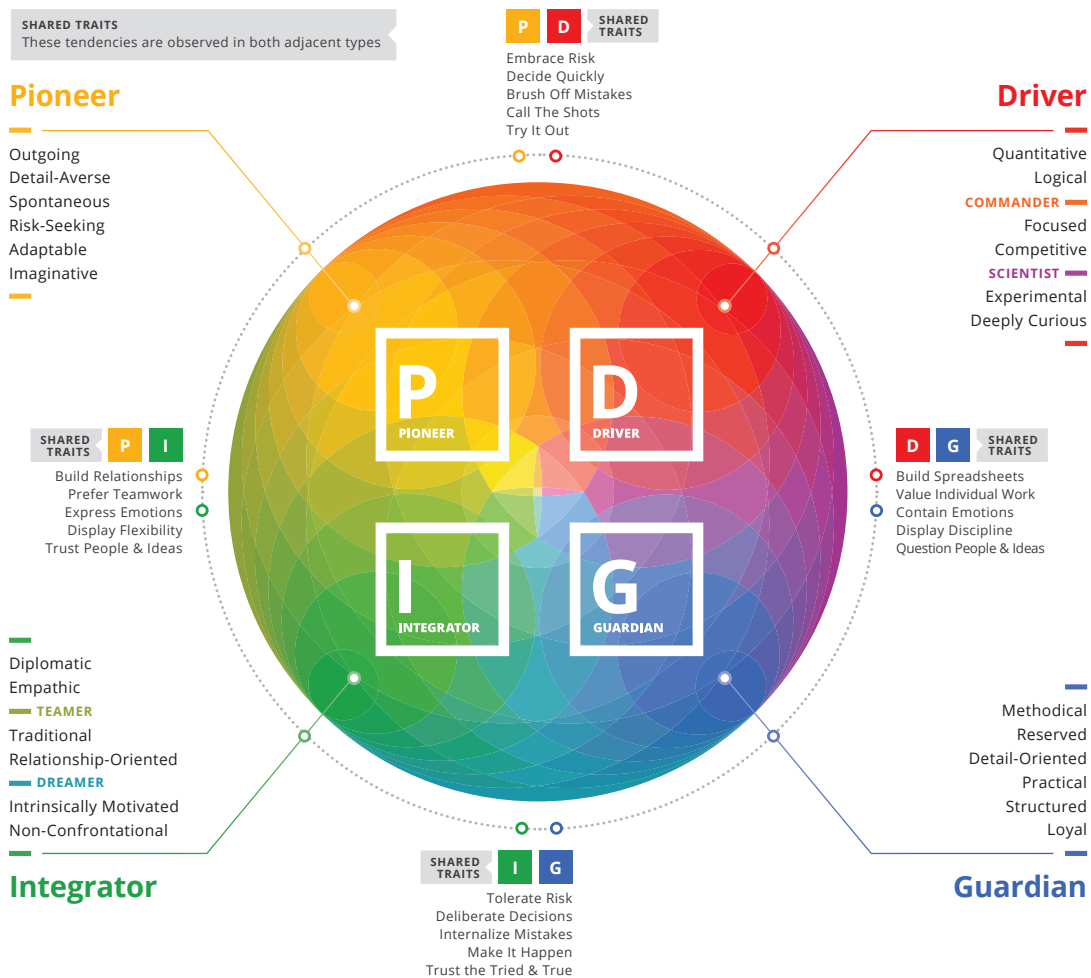 SHARED TRAITS
These tendencies are observed in both adjacent types
P D SHARED
TRAITS
Embrace Risk
Decide Quickly
Brush Off Mistakes
Call The Shots
Try It Out
Pioneer
Outgoing
Detail-Averse
Spontaneous
Risk-Seeking
Adaptable
Imaginative
Driver
Quantitative
Logical
COMMANDER
Focused
Competitive
SCIENTIST
Experimental
Deeply Curious
P
PIONEER
D
DRIVER
SHARED
TRAITS P I
Build Relationships
Prefer Teamwork
Express Emotions
Display Flexibility
Trust People & Ideas
D G SHARED
TRAITS
Build Spreadsheets
Value Individual Work
Contain Emotions
Display Discipline
Question People & Ideas
I
INTEGRATOR
G
GUARDIAN
Diplomatic
Empathic
TEAMER
Traditional
Relationship-Oriented
DREAMER
Intrinsically Motivated
Non-Confrontational
Integrator
Methodical
Reserved
Detail-Oriented
Practical
Structured
Loyal
Guardian
SHARED
TRAITS I G
Tolerate Risk
Deliberate Decisions
Internalize Mistakes
Make It Happen
Trust the Tried & True